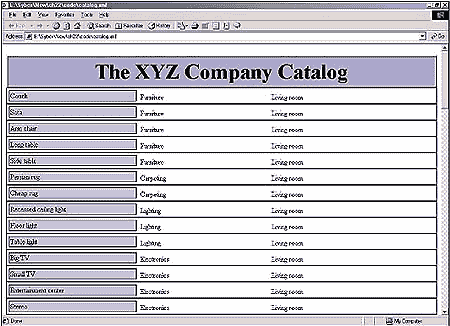 File Edit View Favorites Tools Help
Search Favorites History
Address Go
The XYZ Company Catalog
Couch Furniture Living room
Sofa Furniture Living room
Arm chair Furniture Living room
Long table Furniture Living room
Side table Furniture Living room
Persian rug Carpeting Living room
Cheap rug Carpeting Living room
Recessed ceiling light Lighting Living room
Floor light Lighting Living room
Table light Lighting Living room
Big TV Electronics Living room
Small TV Electronics Living room
Entertainment center Electronics Living room
Stereo Electronics Living room
Done My Computer